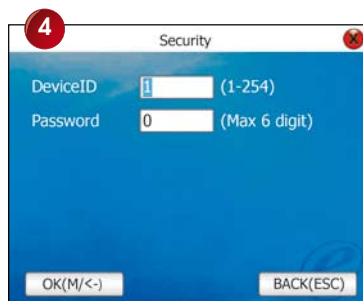 4
Security
X
DeviceID 1 (1-254)
Password 0 (Max 6 digit)
OK(M/<-) BACK(ESC)